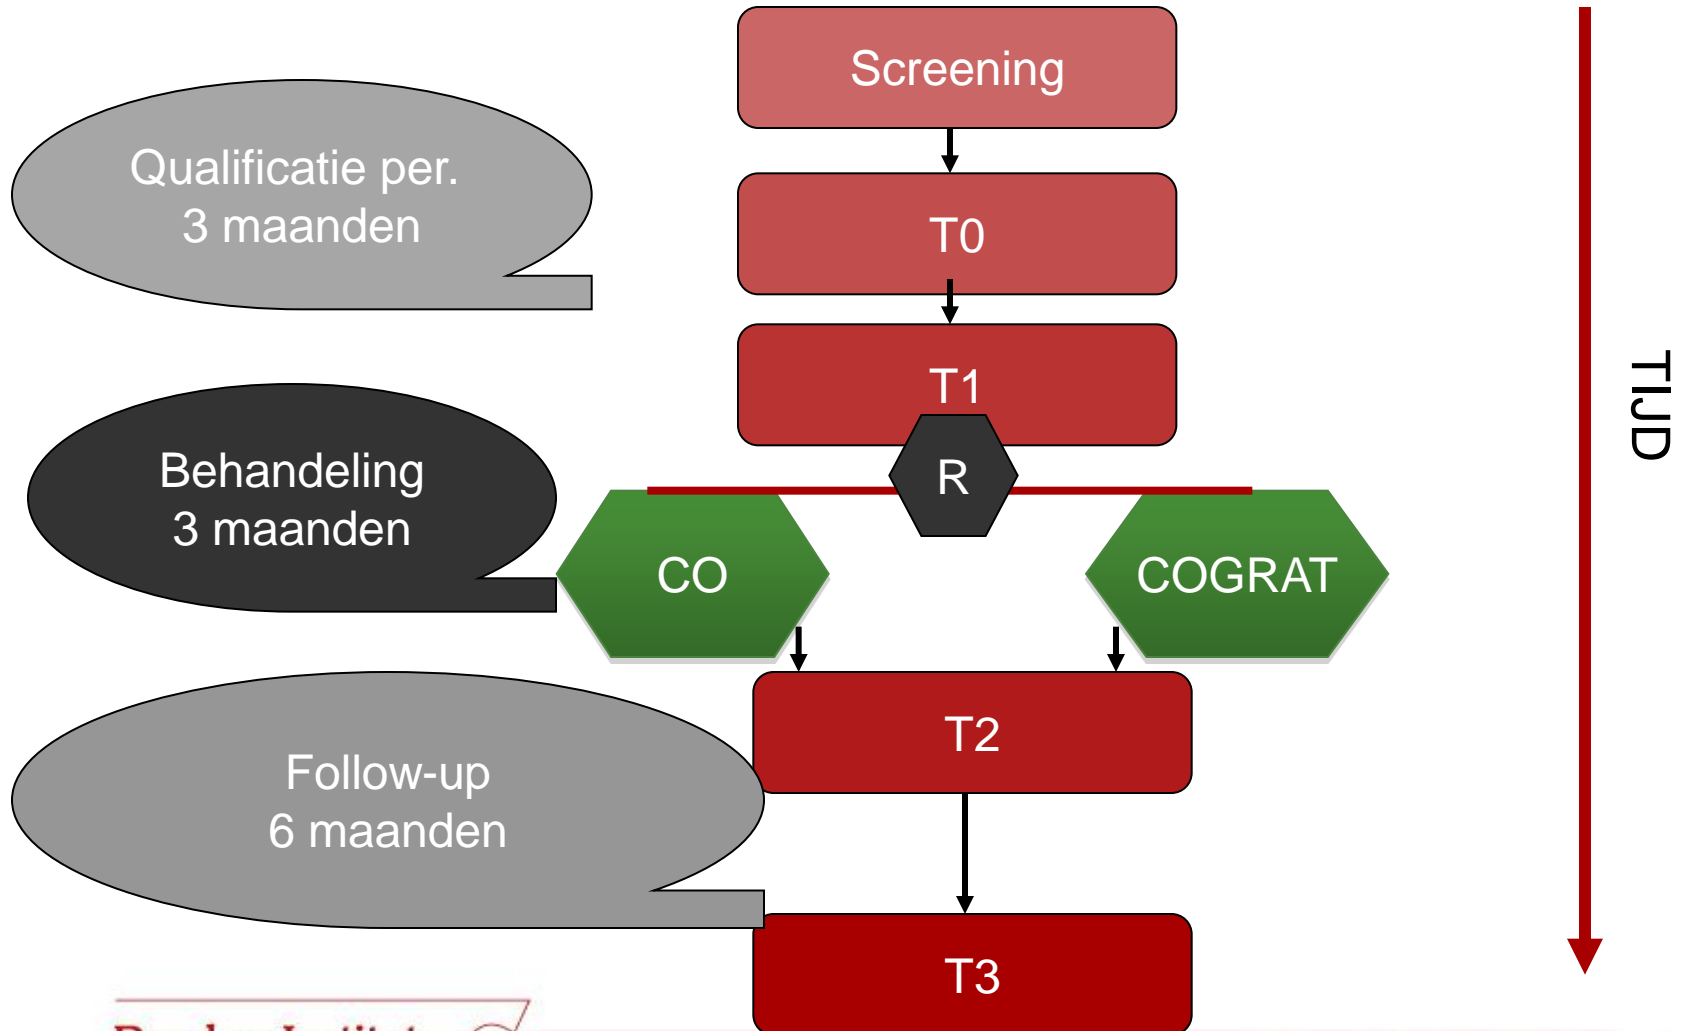 Screening
Qualificatie per.
3 maanden
T0
T1
TIJD
R
Behandeling
3 maanden
CO
COGRAT
T2
Follow-up
6 maanden
T3